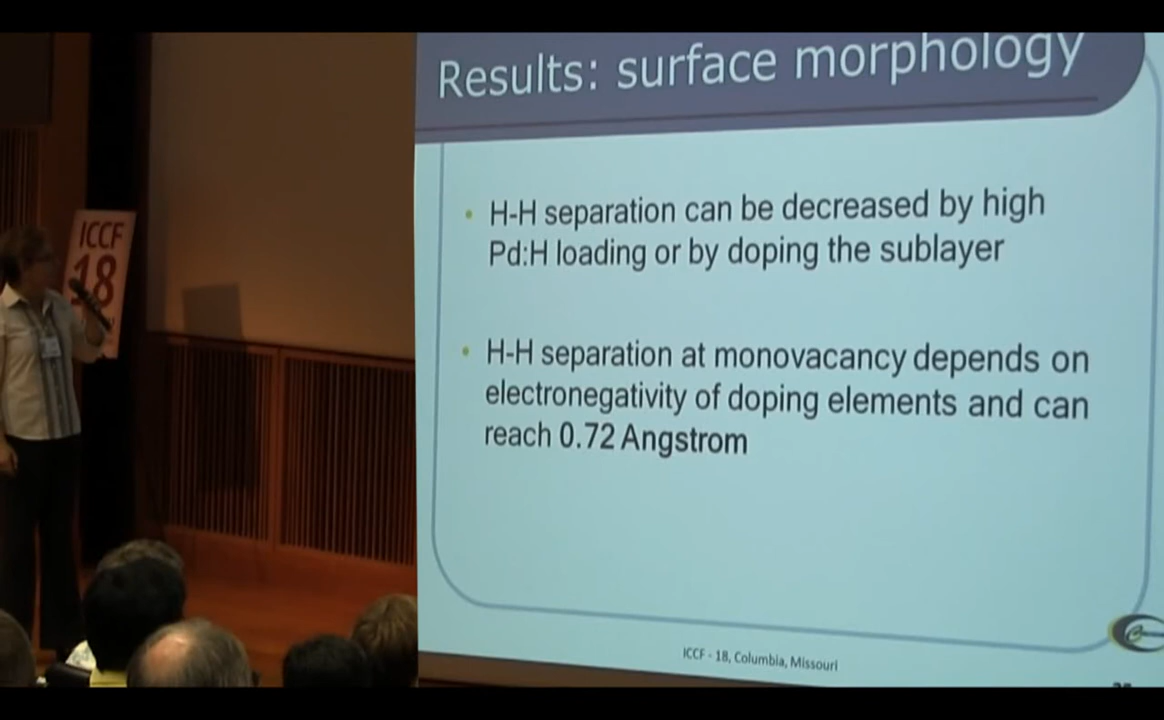 Results: surface morphology
• H-H separation can be decreased by high
Pd:H loading or by doping the sublayer
• H-H separation at monovacancy depends on
electronegativity of doping elements and can
reach 0.72 Angstrom
ICCF - 18, Columbia, Missouri
ICCF
18